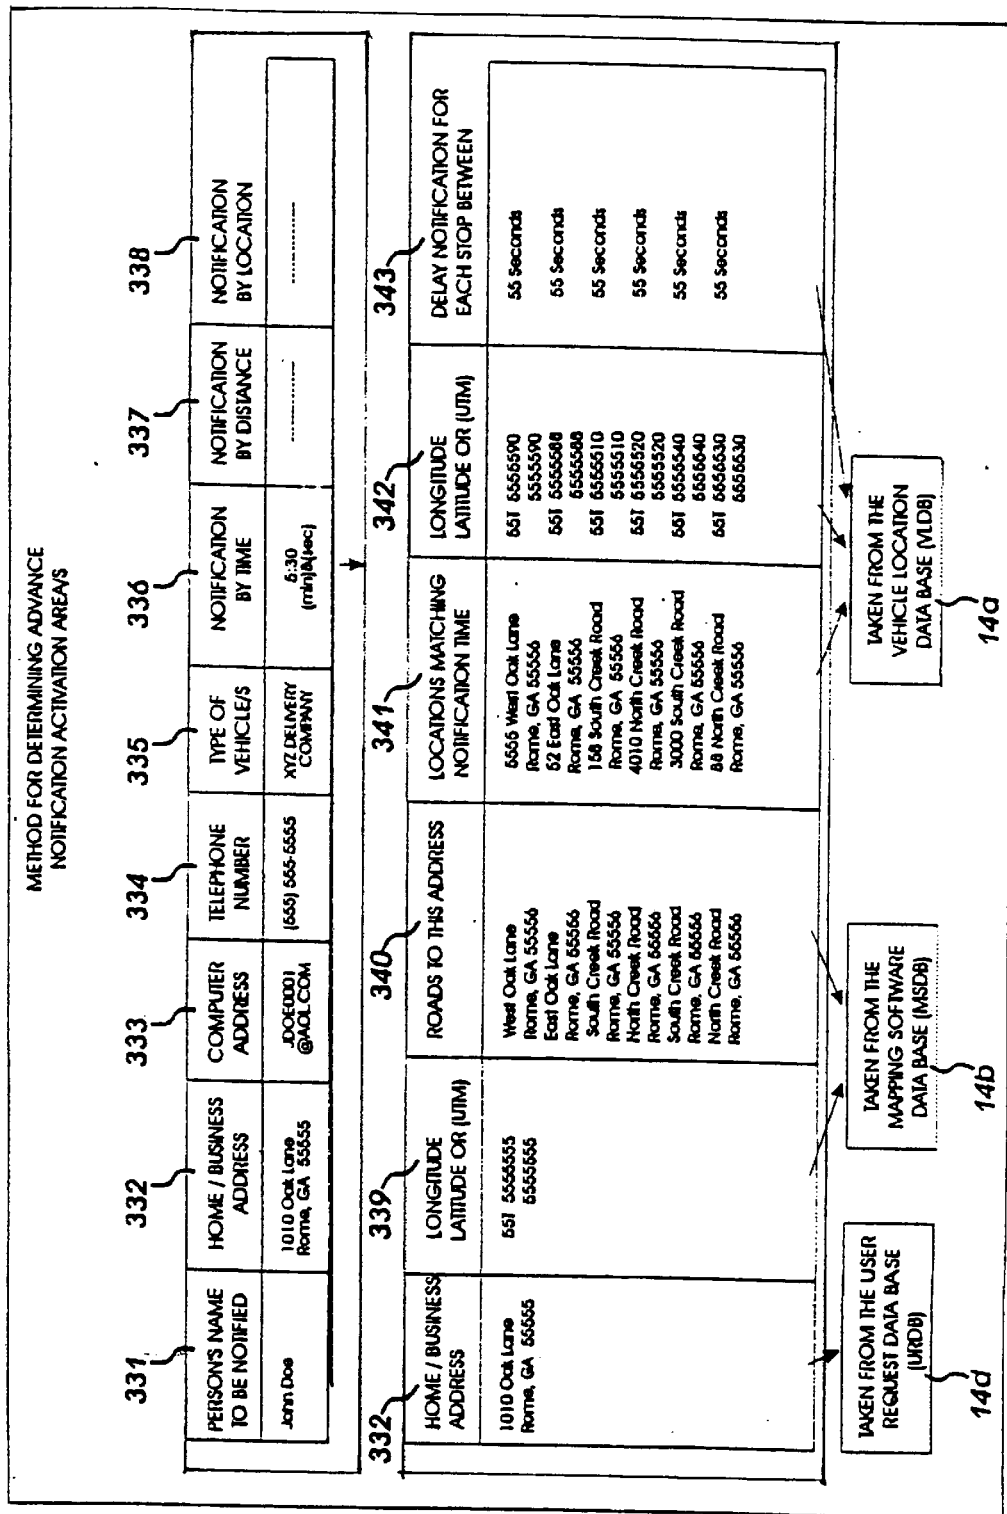 METHOD FOR DETERMINING ADVANCE
NOTIFICATION ACTIVATION AREA/S
331
332
333
334
335
336
337
338
PERSON'S NAME
TO BE NOTIFIED
HOME / BUSINESS
ADDRESS
COMPUTER
ADDRESS
TELEPHONE
NUMBER
TYPE OF
VEHICLE/S
NOTIFICATION
BY TIME
NOTIFICATION
BY DISTANCE
NOTIFICATION
BY LOCATION
John Doe
1010 Oak Lane
Rome, GA 55555
JDOE0001
@AOL.COM
(555) 555-5555
XYZ DELIVERY
COMPANY
5:30
(min)&(sec)
332
339
340
341
342
343
HOME / BUSINESS
ADDRESS
LONGITUDE
LATITUDE OR (UTM)
ROADS TO THIS ADDRESS
LOCATIONS MATCHING
NOTIFICATION TIME
LONGITUDE
LATITUDE OR (UTM)
DELAY NOTIFICATION FOR
EACH STOP BETWEEN
1010 Oak Lane
Rome, GA 55555
55T 5555555
5555555
West Oak Lane
Rome, GA 55556
East Oak Lane
Rome, GA 55556
South Creek Road
Rome, GA 55556
North Creek Road
Rome, GA 55556
South Creek Road
Rome, GA 55556
North Creek Road
Rome, GA 55556
5555 West Oak Lane
Rome, GA 55556
52 East Oak Lane
Rome, GA 55556
158 South Creek Road
Rome, GA 55556
4010 North Creek Road
Rome, GA 55556
3000 South Creek Road
Rome, GA 55556
88 North Creek Road
Rome, GA 55556
55T 5555590
5555590
55T 5555588
5555588
55T 5555510
5555510
55T 5555520
5555520
55T 5555540
5555540
55T 5555530
5555530
55 Seconds
55 Seconds
55 Seconds
55 Seconds
55 Seconds
55 Seconds
TAKEN FROM THE USER
REQUEST DATA BASE
(URDB)
14d
TAKEN FROM THE
MAPPING SOFTWARE
DATA BASE (MSDB)
14b
TAKEN FROM THE
VEHICLE LOCATION
DATA BASE (VLDB)
14a